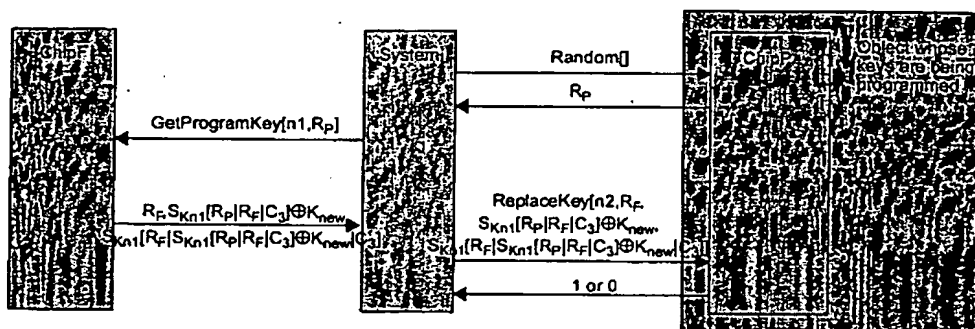 ChipF
System
ChipP
Object whose
keys are being
programmed
Random[]
RP
GetProgramKey[n1,RP]
RF, SKn1[RP|RF|C3]⊕Knew
SKn1[RF|SKn1[RP|RF|C3]⊕Knew|C3]
ReplaceKey[n2,RF,
SKn1[RP|RF|C3]⊕Knew,
SKn1[RF|SKn1[RP|RF|C3]⊕Knew|C3]
1 or 0